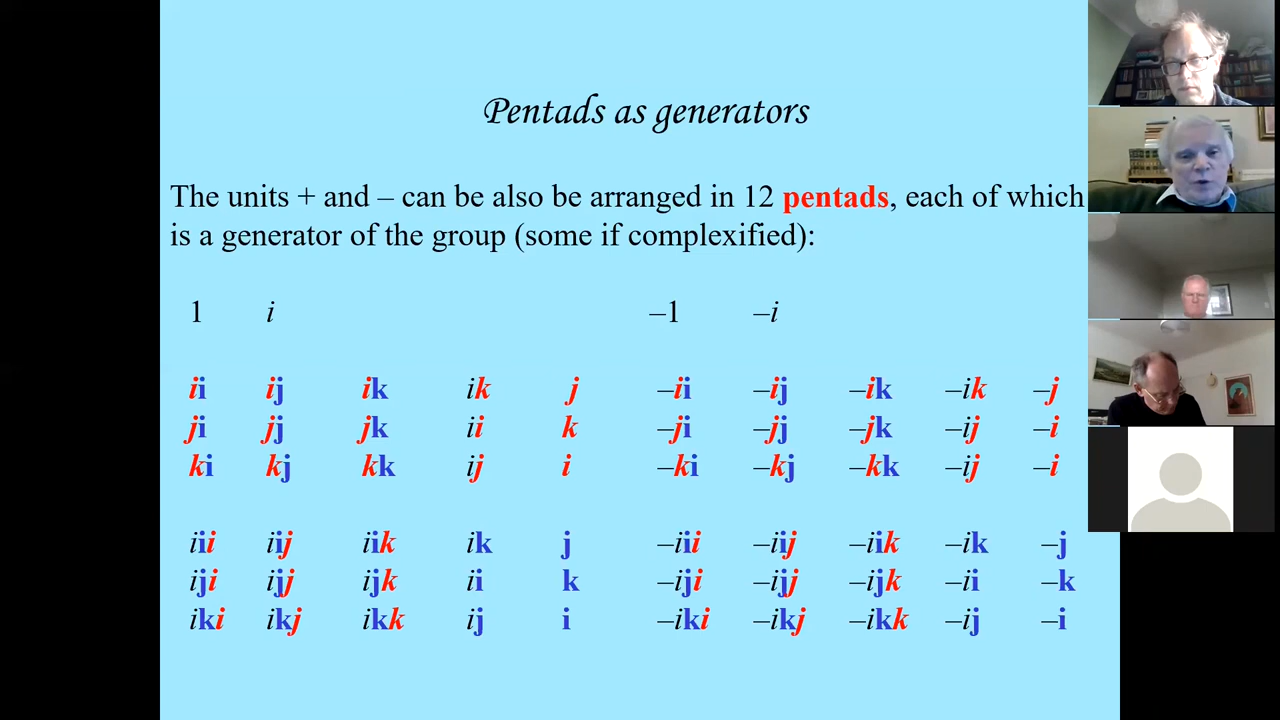 Pentads as generators
The units + and – can be also be arranged in 12 pentads, each of which
is a generator of the group (some if complexified):
1 i –1 –i
ii ij ik ik j –ii –ij –ik –ik –j
ji jj jk ii k –ji –jj –jk –ij –i
ki kj kk ij i –ki –kj –kk –ij –i
iii iij iik ik j –iii –iij –iik –ik –j
iji ijj ijk ii k –iji –ijj –ijk –ii –k
iki ikj ikk ij i –iki –ikj –ikk –ij –i